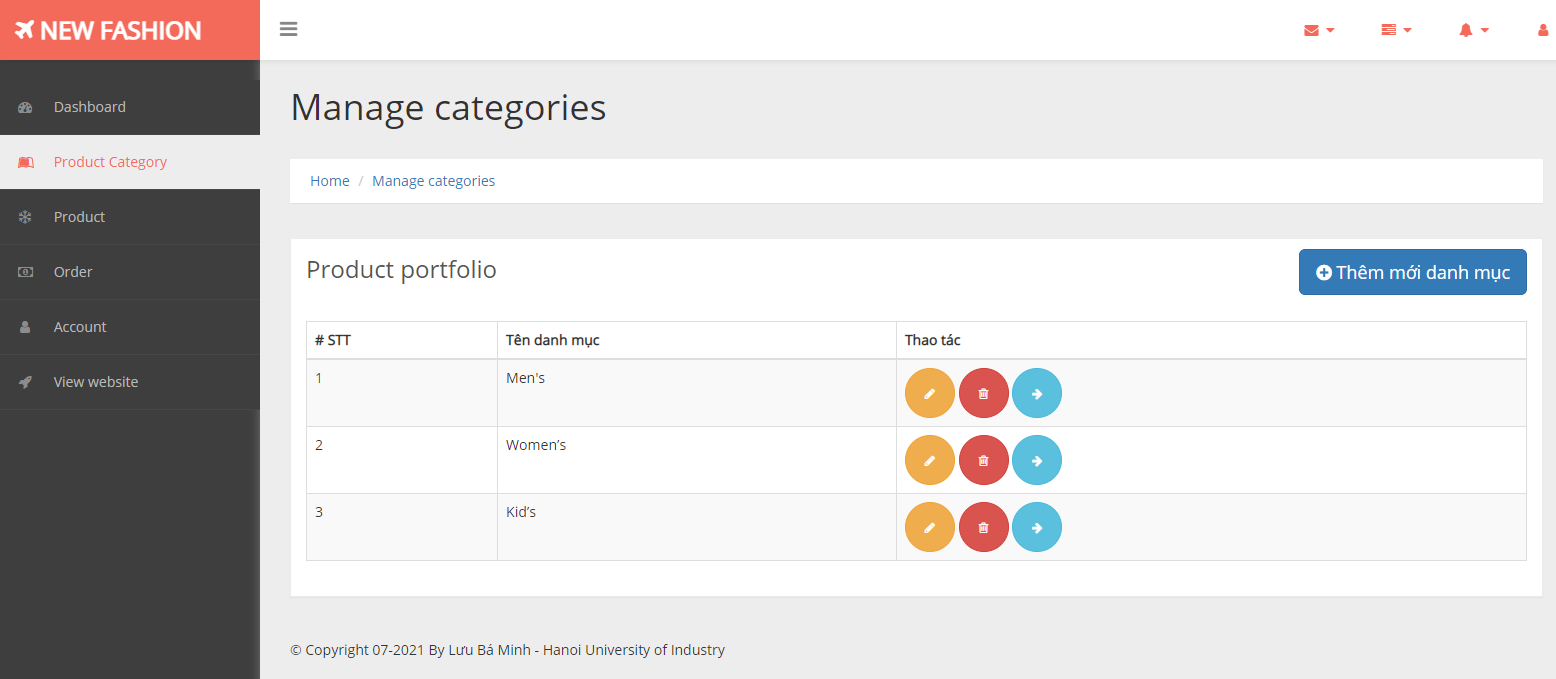 NEW FASHION
Dashboard
Product Category
Product
Order
Account
View website
Manage categories
Home / Manage categories
Product portfolio
Thêm mới danh mục
# STT Tên danh mục Thao tác
1 Men's
2 Women’s
3 Kid’s
© Copyright 07-2021 By Lưu Bá Minh - Hanoi University of Industry